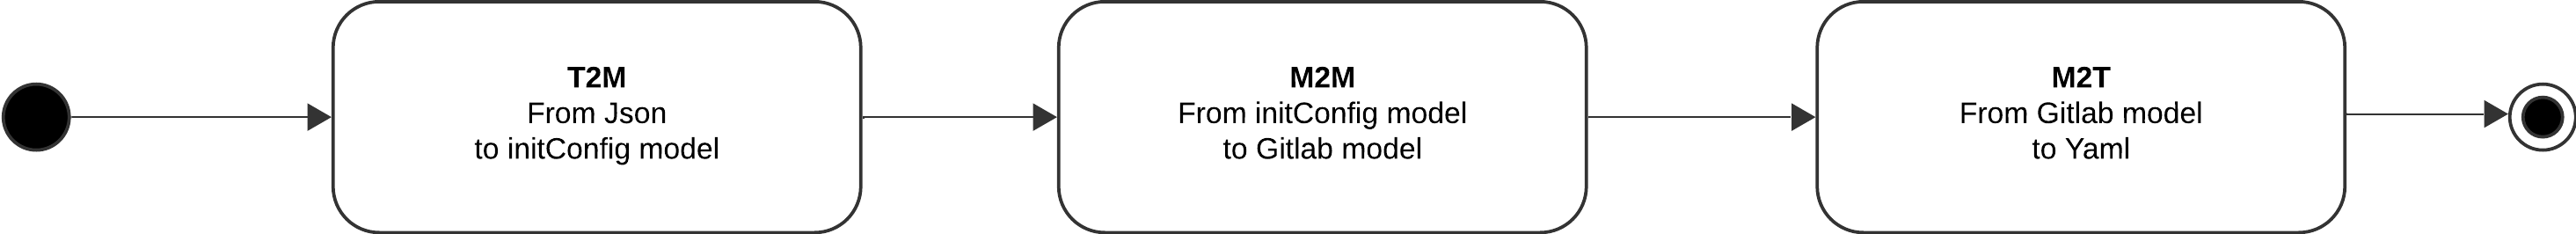 T2M
From Json
to initConfig model
M2M
From initConfig model
to Gitlab model
M2T
From Gitlab model
to Yaml